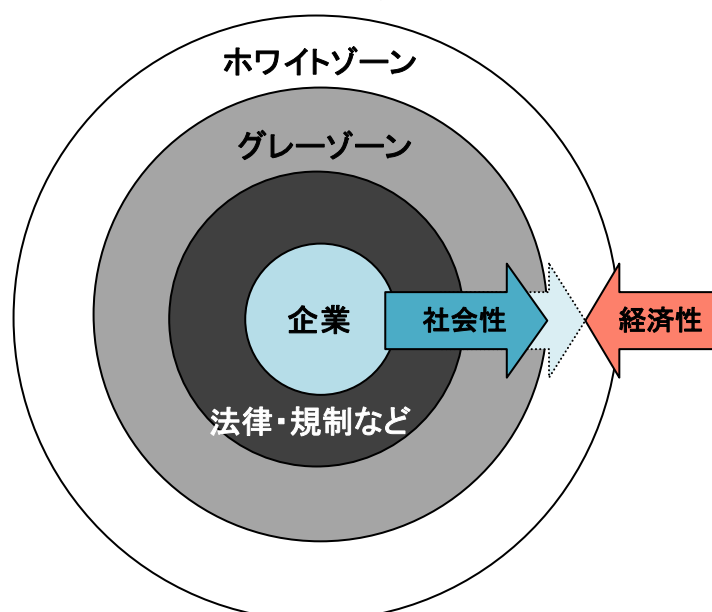 ホワイトゾーン
グレーゾーン
企業
社会性
経済性
法律・規制など